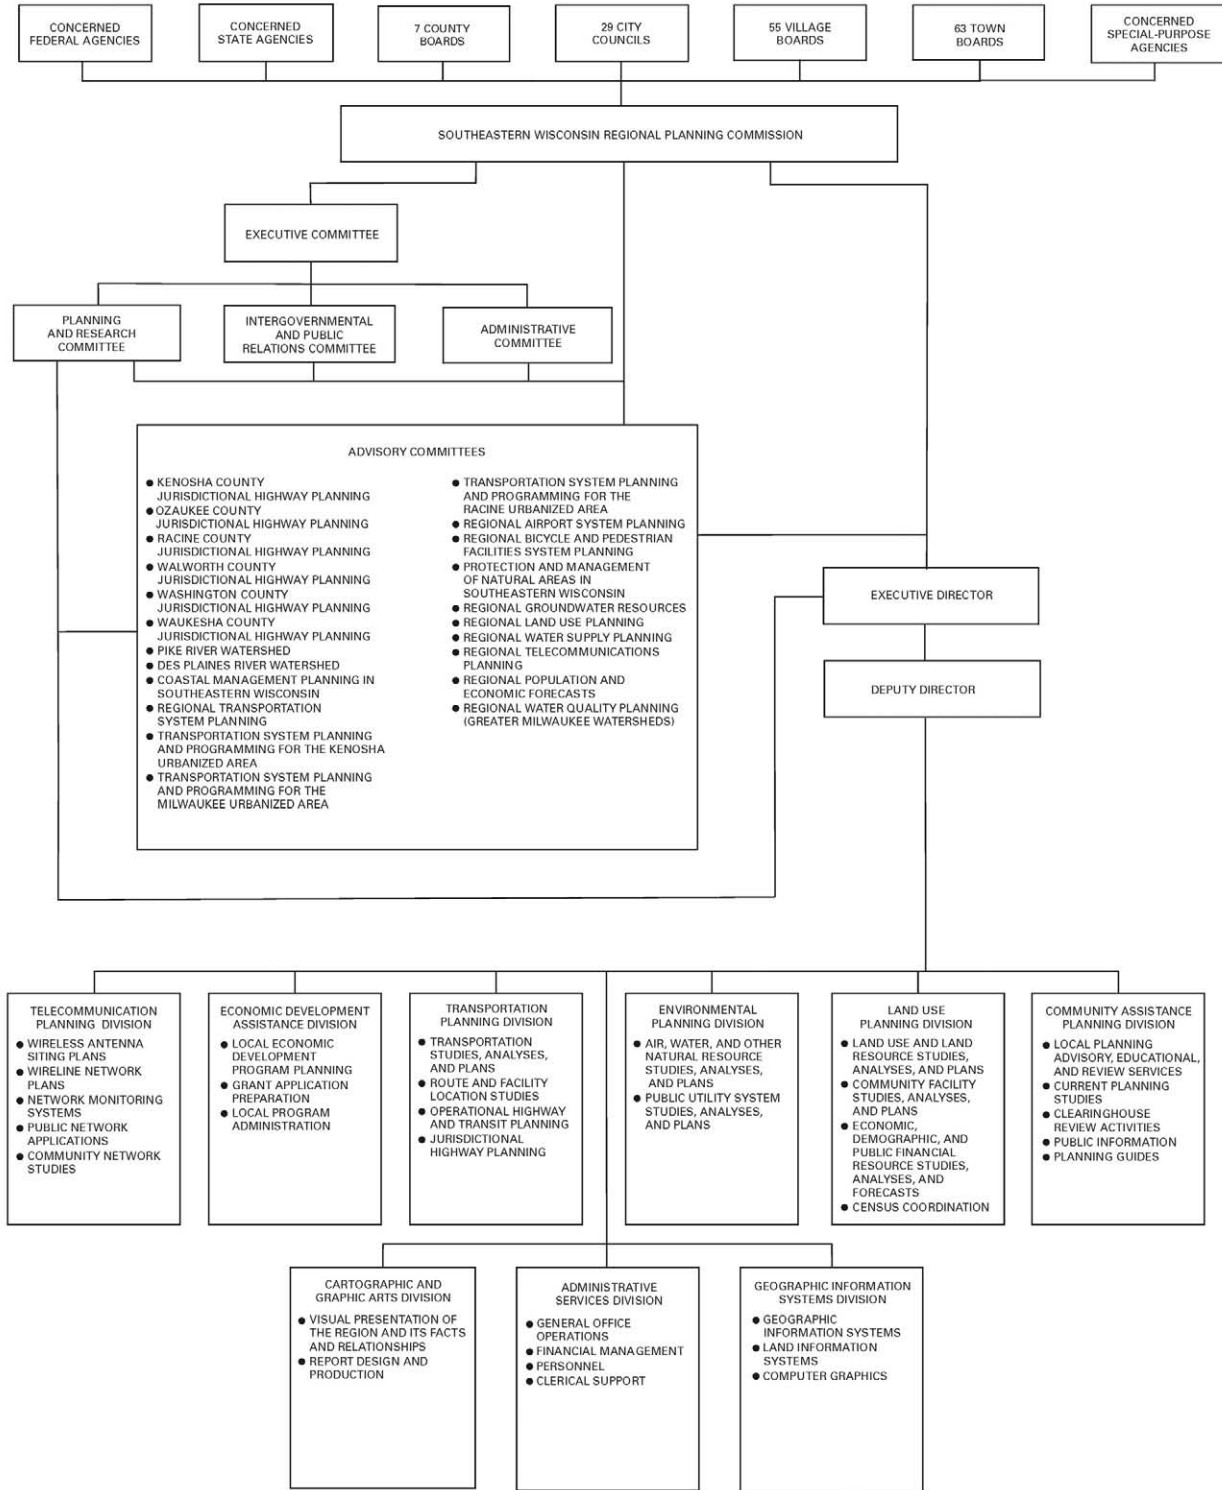 CONCERNED
FEDERAL AGENCIES
CONCERNED
STATE AGENCIES
7 COUNTY
BOARDS
29 CITY
COUNCILS
55 VILLAGE
BOARDS
63 TOWN
BOARDS
CONCERNED
SPECIAL-PURPOSE
AGENCIES
SOUTHEASTERN WISCONSIN REGIONAL PLANNING COMMISSION
EXECUTIVE COMMITTEE
PLANNING
AND RESEARCH
COMMITTEE
INTERGOVERNMENTAL
AND PUBLIC
RELATIONS COMMITTEE
ADMINISTRATIVE
COMMITTEE
ADVISORY COMMITTEES
● KENOSHA COUNTY
JURISDICTIONAL HIGHWAY PLANNING
● OZAUKEE COUNTY
JURISDICTIONAL HIGHWAY PLANNING
● RACINE COUNTY
JURISDICTIONAL HIGHWAY PLANNING
● WALWORTH COUNTY
JURISDICTIONAL HIGHWAY PLANNING
● WASHINGTON COUNTY
JURISDICTIONAL HIGHWAY PLANNING
● WAUKESHA COUNTY
JURISDICTIONAL HIGHWAY PLANNING
● PIKE RIVER WATERSHED
● DES PLAINES RIVER WATERSHED
● COASTAL MANAGEMENT PLANNING IN
SOUTHEASTERN WISCONSIN
● REGIONAL TRANSPORTATION
SYSTEM PLANNING
● TRANSPORTATION SYSTEM PLANNING
AND PROGRAMMING FOR THE KENOSHA
URBANIZED AREA
● TRANSPORTATION SYSTEM PLANNING
AND PROGRAMMING FOR THE
MILWAUKEE URBANIZED AREA
● TRANSPORTATION SYSTEM PLANNING
AND PROGRAMMING FOR THE
RACINE URBANIZED AREA
● REGIONAL AIRPORT SYSTEM PLANNING
● REGIONAL BICYCLE AND PEDESTRIAN
FACILITIES SYSTEM PLANNING
● PROTECTION AND MANAGEMENT
OF NATURAL AREAS IN
SOUTHEASTERN WISCONSIN
● REGIONAL GROUNDWATER RESOURCES
● REGIONAL LAND USE PLANNING
● REGIONAL WATER SUPPLY PLANNING
● REGIONAL TELECOMMUNICATIONS
PLANNING
● REGIONAL POPULATION AND
ECONOMIC FORECASTS
● REGIONAL WATER QUALITY PLANNING
(GREATER MILWAUKEE WATERSHEDS)
EXECUTIVE DIRECTOR
DEPUTY DIRECTOR
TELECOMMUNICATION
PLANNING DIVISION
● WIRELESS ANTENNA
SITING PLANS
● WIRELINE NETWORK
PLANS
● NETWORK MONITORING
SYSTEMS
● PUBLIC NETWORK
APPLICATIONS
● COMMUNITY NETWORK
STUDIES
ECONOMIC DEVELOPMENT
ASSISTANCE DIVISION
● LOCAL ECONOMIC
DEVELOPMENT
PROGRAM PLANNING
● GRANT APPLICATION
PREPARATION
● LOCAL PROGRAM
ADMINISTRATION
TRANSPORTATION
PLANNING DIVISION
● TRANSPORTATION
STUDIES, ANALYSES,
AND PLANS
● ROUTE AND FACILITY
LOCATION STUDIES
● OPERATIONAL HIGHWAY
AND TRANSIT PLANNING
● JURISDICTIONAL
HIGHWAY PLANNING
ENVIRONMENTAL
PLANNING DIVISION
● AIR, WATER, AND OTHER
NATURAL RESOURCE
STUDIES, ANALYSES,
AND PLANS
● PUBLIC UTILITY SYSTEM
STUDIES, ANALYSES,
AND PLANS
LAND USE
PLANNING DIVISION
● LAND USE AND LAND
RESOURCE STUDIES,
ANALYSES, AND PLANS
● COMMUNITY FACILITY
STUDIES, ANALYSES,
AND PLANS
● ECONOMIC,
DEMOGRAPHIC, AND
PUBLIC FINANCIAL
RESOURCE STUDIES,
ANALYSES, AND
FORECASTS
● CENSUS COORDINATION
COMMUNITY ASSISTANCE
PLANNING DIVISION
● LOCAL PLANNING
ADVISORY, EDUCATIONAL,
AND REVIEW SERVICES
● CURRENT PLANNING
STUDIES
● CLEARINGHOUSE
REVIEW ACTIVITIES
● PUBLIC INFORMATION
● PLANNING GUIDES
CARTOGRAPHIC AND
GRAPHIC ARTS DIVISION
● VISUAL PRESENTATION OF
THE REGION AND ITS FACTS
AND RELATIONSHIPS
● REPORT DESIGN AND
PRODUCTION
ADMINISTRATIVE
SERVICES DIVISION
● GENERAL OFFICE
OPERATIONS
● FINANCIAL MANAGEMENT
● PERSONNEL
● CLERICAL SUPPORT
GEOGRAPHIC INFORMATION
SYSTEMS DIVISION
● GEOGRAPHIC
INFORMATION SYSTEMS
● LAND INFORMATION
SYSTEMS
● COMPUTER GRAPHICS